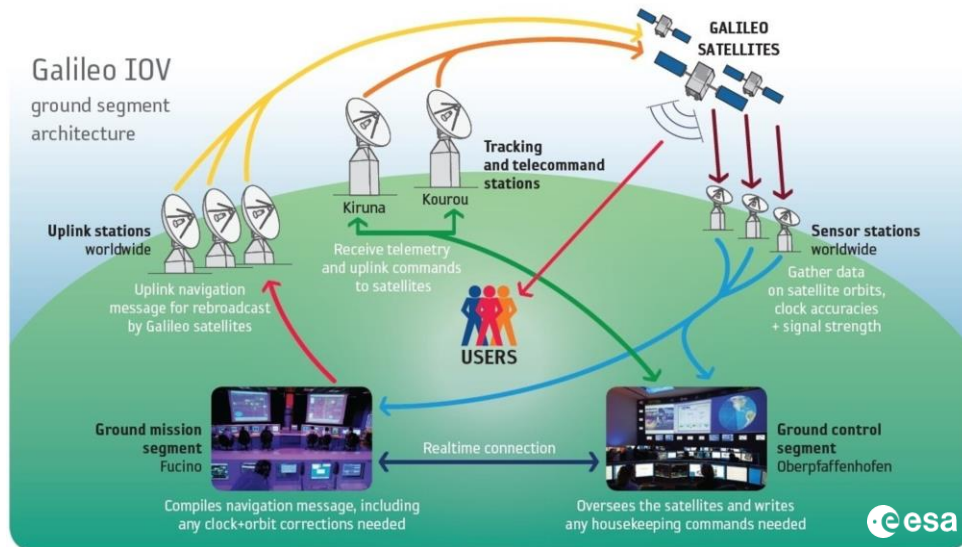 Galileo IOV
ground segment
architecture
GALILEO
SATELLITES
Tracking
and telecommand
stations
Kiruna
Kourou
Receive telemetry
and uplink commands
to satellites
Uplink stations
worldwide
Uplink navigation
message for rebroadcast
by Galileo satellites
Sensor stations
worldwide
Gather data
on satellite orbits,
clock accuracies
+ signal strength
USERS
Ground mission
segment
Fucino
Realtime connection
Ground control
segment
Oberpfaffenhofen
Compiles navigation message, including
any clock+orbit corrections needed
Oversees the satellites and writes
any housekeeping commands needed
esa